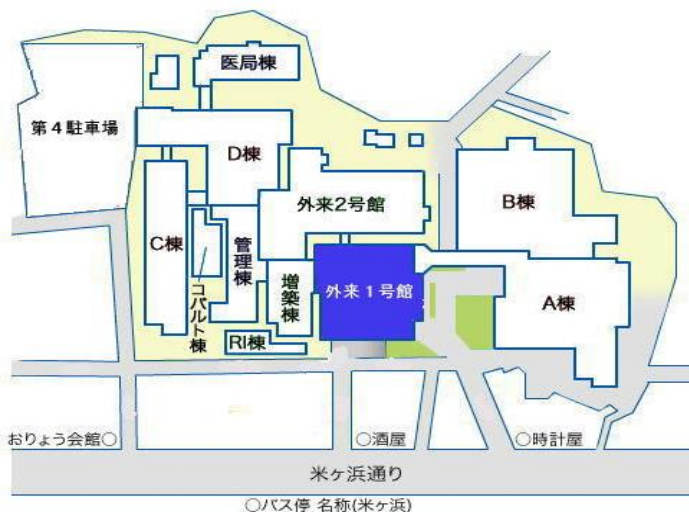 医局棟
第4駐車場
D棟
外来2号館
B棟
C棟
管理棟
コバルト棟
増築棟
外来1号館
A棟
RI棟
おりょう会館○
○酒屋
○時計屋
米ヶ浜通り
○バス停 名称(米ヶ浜)